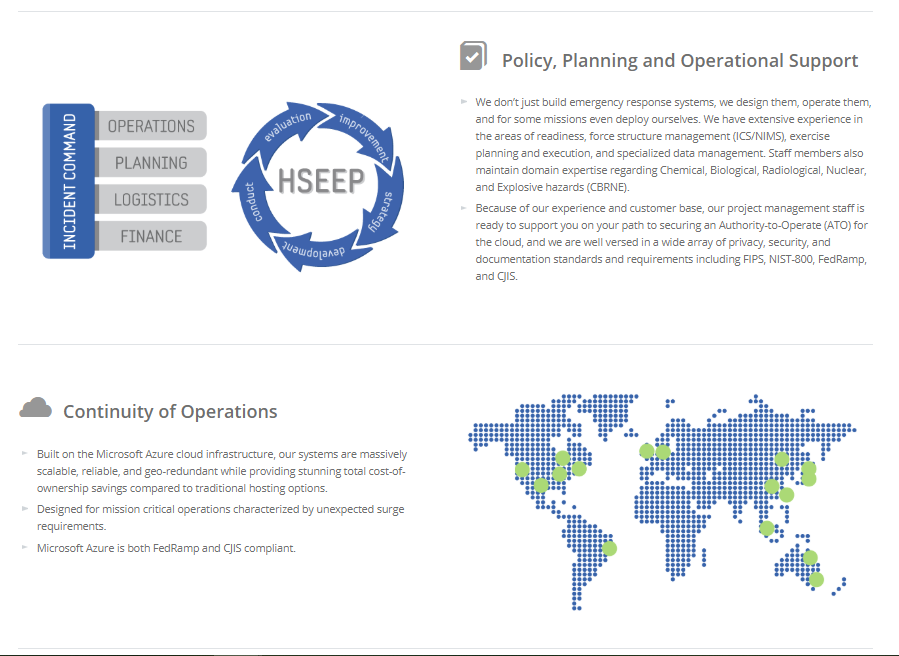 Policy, Planning and Operational Support
INCIDENT COMMAND
OPERATIONS
PLANNING
LOGISTICS
FINANCE
HSEEP
evaluation
improvement
strategy
development
conduct
We don't just build emergency response systems, we design them, operate them,
and for some missions even deploy ourselves. We have extensive experience in
the areas of readiness, force structure management (ICS/NIMS), exercise
planning and execution, and specialized data management. Staff members also
maintain domain expertise regarding Chemical, Biological, Radiological, Nuclear,
and Explosive hazards (CBRNE).
Because of our experience and customer base, our project management staff is
ready to support you on your path to securing an Authority-to-Operate (ATO) for
the cloud, and we are well versed in a wide array of privacy, security, and
documentation standards and requirements including FIPS, NIST-800, FedRamp,
and CJIS.
Continuity of Operations
Built on the Microsoft Azure cloud infrastructure, our systems are massively
scalable, reliable, and geo-redundant while providing stunning total cost-of-
ownership savings compared to traditional hosting options.
Designed for mission critical operations characterized by unexpected surge
requirements.
Microsoft Azure is both FedRamp and CJIS compliant.